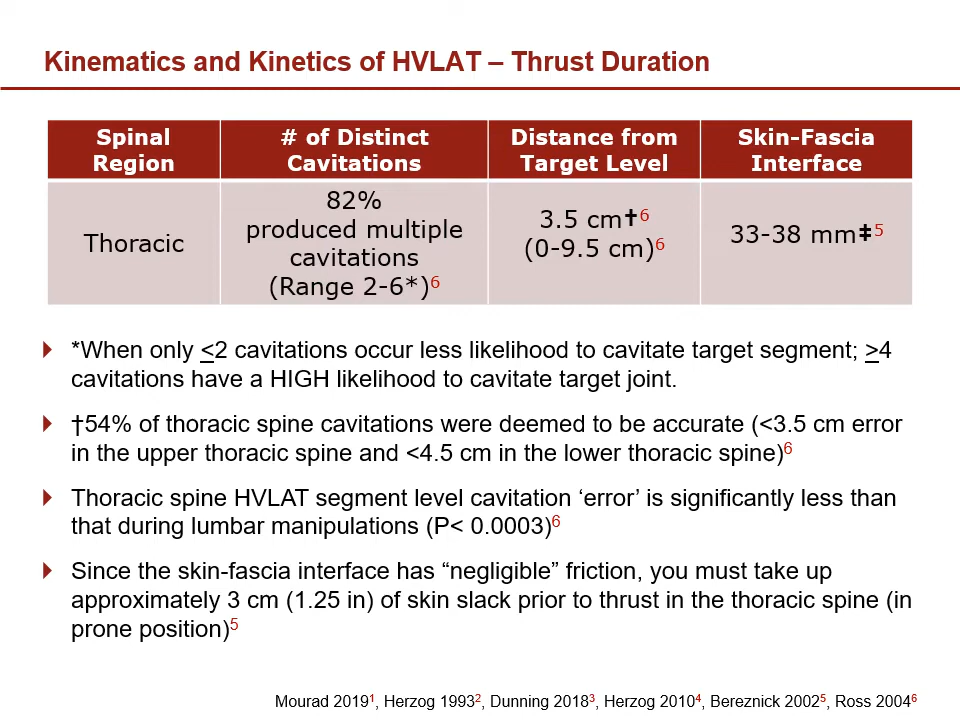 Kinematics and Kinetics of HVLAT – Thrust Duration
Spinal Region
# of Distinct Cavitations
Distance from Target Level
Skin-Fascia Interface
Thoracic
82%
produced multiple
cavitations
(Range 2-6*)6
3.5 cm†6
(0-9.5 cm)6
33-38 mm‡5
*When only <2 cavitations occur less likelihood to cavitate target segment; >4
cavitations have a HIGH likelihood to cavitate target joint.
†54% of thoracic spine cavitations were deemed to be accurate (<3.5 cm error
in the upper thoracic spine and <4.5 cm in the lower thoracic spine)6
Thoracic spine HVLAT segment level cavitation ‘error’ is significantly less than
that during lumbar manipulations (P< 0.0003)6
Since the skin-fascia interface has “negligible” friction, you must take up
approximately 3 cm (1.25 in) of skin slack prior to thrust in the thoracic spine (in
prone position)5
Mourad 20191, Herzog 19932, Dunning 20183, Herzog 20104, Bereznick 20025, Ross 20046